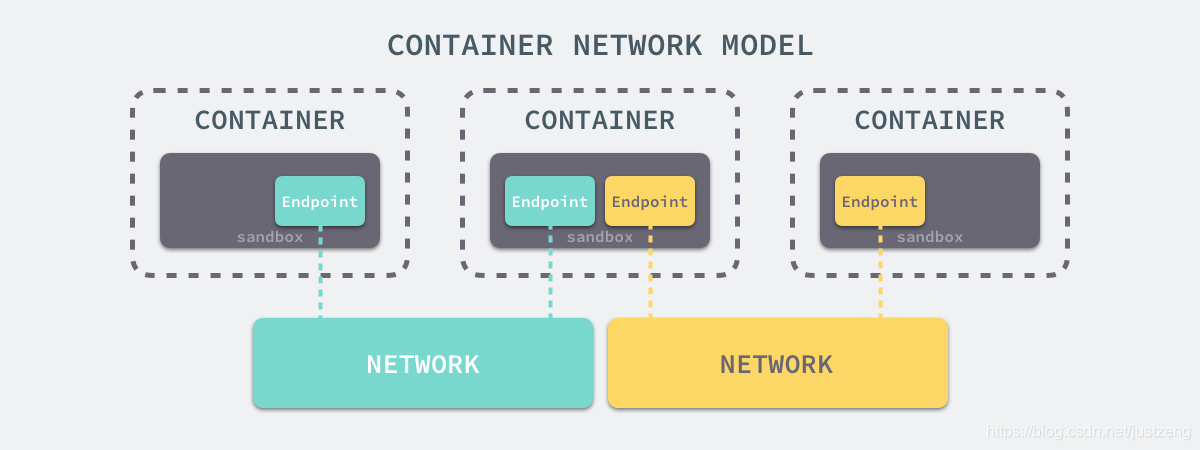 CONTAINER NETWORK MODEL
CONTAINER CONTAINER CONTAINER
Endpoint Endpoint Endpoint Endpoint
sandbox sandbox sandbox
NETWORK NETWORK
https://blog.csdn.net/justzeng